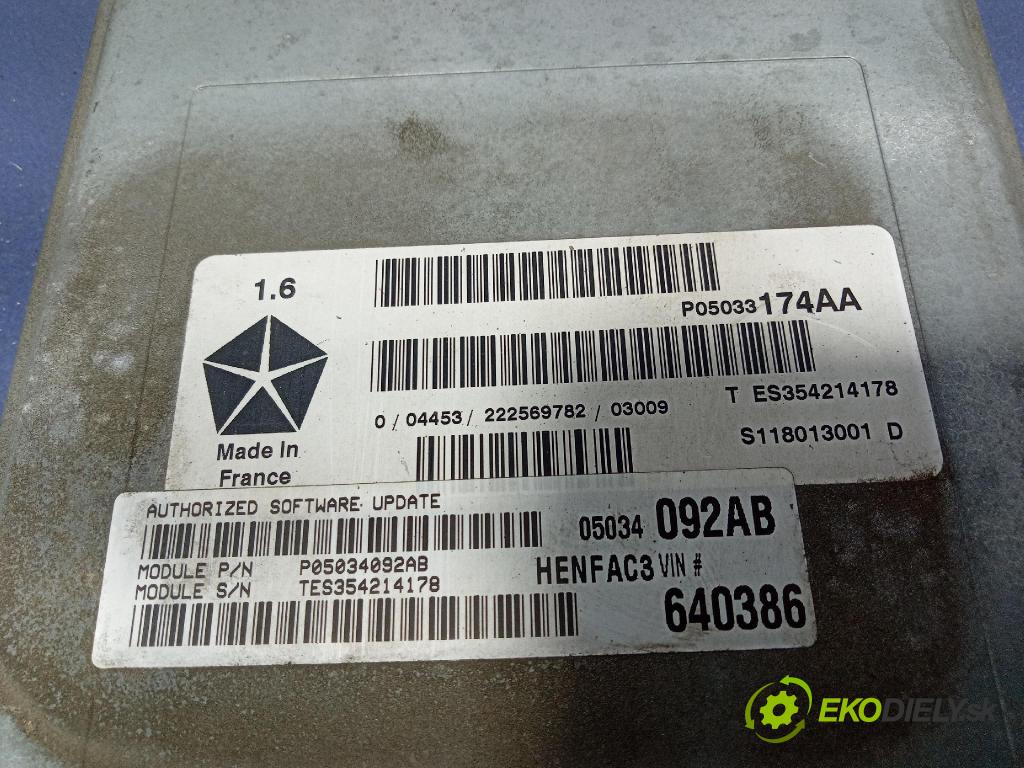 1.6
P05033174AA
T ES354214178
0 / 04453 / 222569782 / 03009
S118013001 D
Made In
France
AUTHORIZED SOFTWARE UPDATE
05034 092AB
MODULE P/N P05034092AB
MODULE S/N TES354214178
HENFAC3 VIN #
640386
EKODIELY.sk